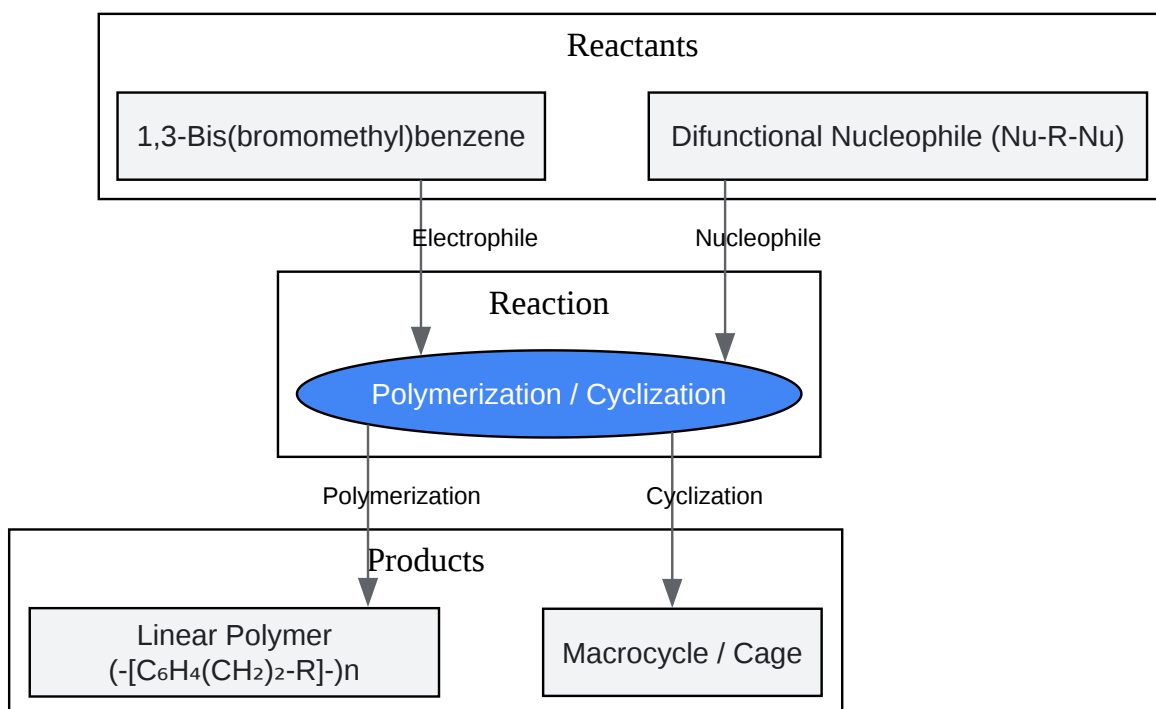 Reactants
1,3-Bis(bromomethyl)benzene
Difunctional Nucleophile (Nu-R-Nu)
Electrophile
Nucleophile
Reaction
Polymerization / Cyclization
Polymerization
Cyclization
Products
Linear Polymer
(-[C₆H₄(CH₂)₂-R]-)n
Macrocycle / Cage